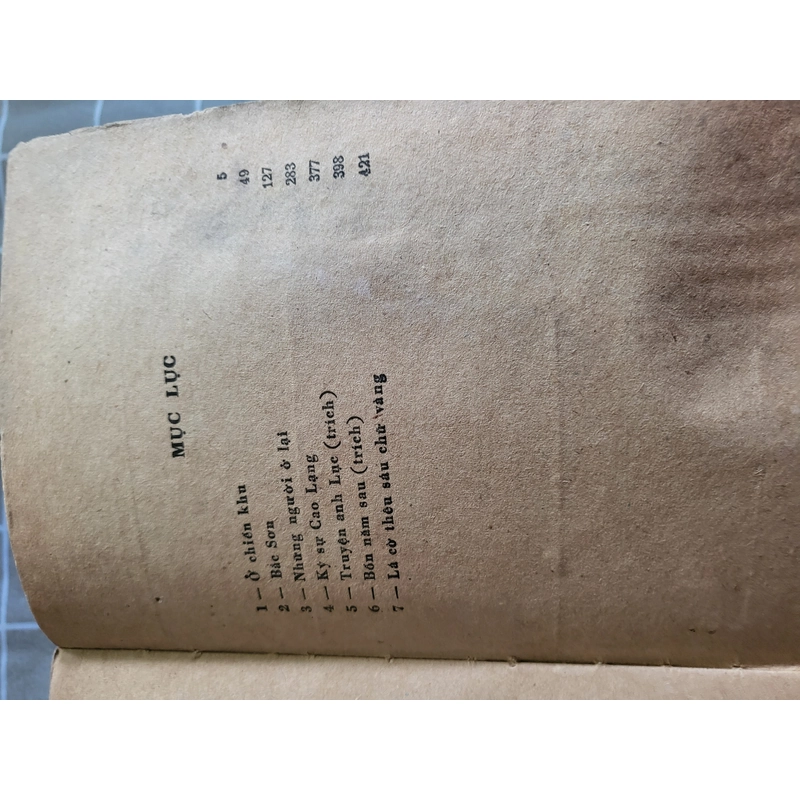 MỤC LỤC
1 — Ở chiến khu 5
2 — Bắc Sơn 49
3 — Những người ở lại 127
4 — Ký sự Cao Lạng 283
5 — Truyện anh Lục (trích) 377
6 — Bốn năm sau (trích) 398
7 — Lá cờ thêu sáu chữ vàng 421